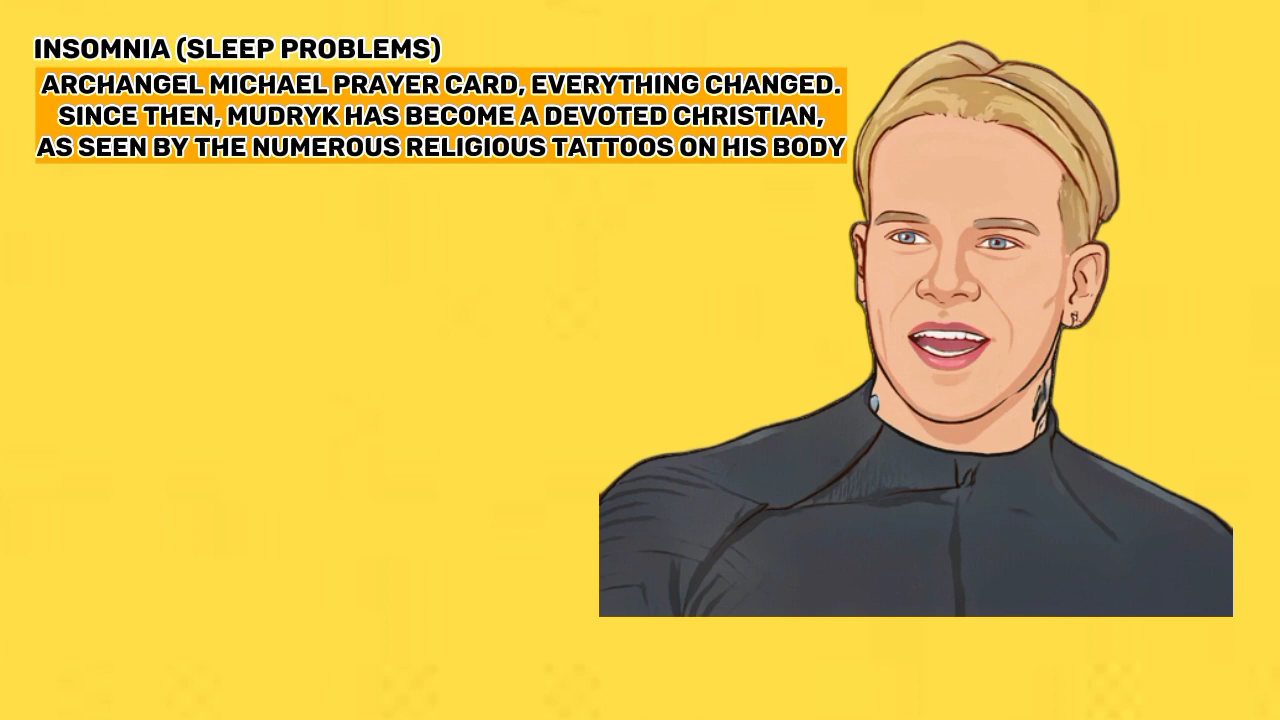 INSOMNIA (SLEEP PROBLEMS)
ARCHANGEL MICHAEL PRAYER CARD, EVERYTHING CHANGED.
SINCE THEN, MUDRYK HAS BECOME A DEVOTED CHRISTIAN,
AS SEEN BY THE NUMEROUS RELIGIOUS TATTOOS ON HIS BODY